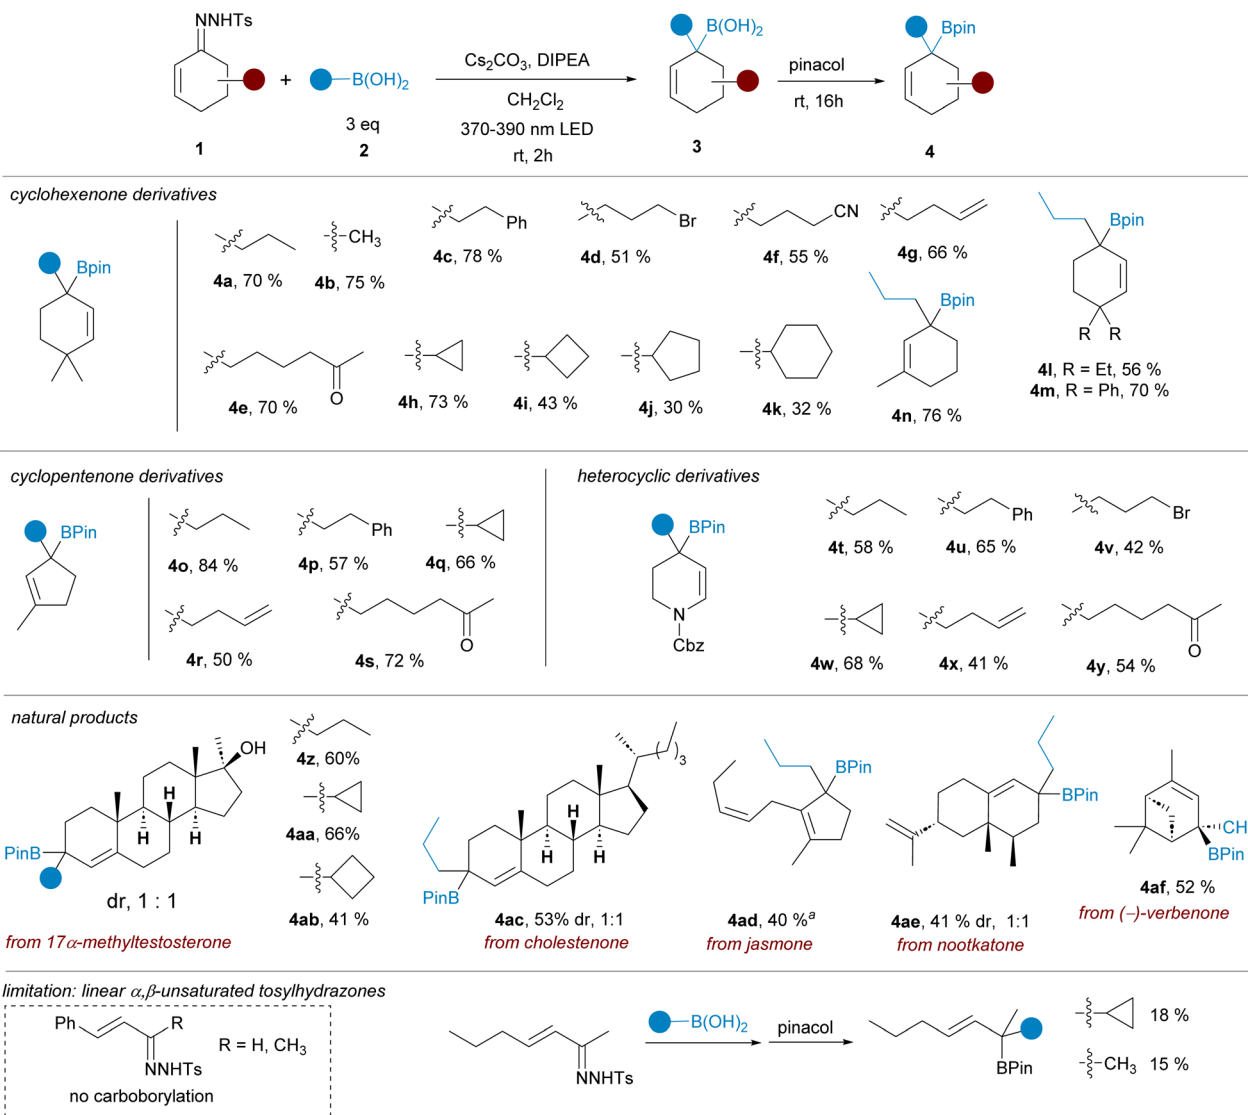 NNHTs
+
B(OH)2
3 eq
Cs2CO3, DIPEA
CH2Cl2
370-390 nm LED
rt, 2h
B(OH)2
pinacol
rt, 16h
Bpin
1
2
3
4
cyclohexenone derivatives
Bpin
4a, 70 %
CH3
4b, 75 %
Ph
4c, 78 %
Br
4d, 51 %
CN
4f, 55 %
4g, 66 %
O
4e, 70 %
4h, 73 %
4i, 43 %
4j, 30 %
4k, 32 %
Bpin
4n, 76 %
Bpin
R R
4l, R = Et, 56 %
4m, R = Ph, 70 %
cyclopentenone derivatives
BPin
4o, 84 %
Ph
4p, 57 %
4q, 66 %
4r, 50 %
O
4s, 72 %
heterocyclic derivatives
BPin
N
Cbz
4t, 58 %
Ph
4u, 65 %
Br
4v, 42 %
4w, 68 %
4x, 41 %
O
4y, 54 %
natural products
OH
H
H
H
PinB
dr, 1 : 1
from 17α-methyltestosterone
4z, 60%
4aa, 66%
4ab, 41 %
( )3
H
H
H
PinB
4ac, 53% dr, 1:1
from cholestenone
BPin
4ad, 40 %a
from jasmone
BPin
4ae, 41 % dr, 1:1
from nootkatone
CH
BPin
4af, 52 %
from (–)-verbenone
limitation: linear α,β-unsaturated tosylhydrazones
Ph
R
NNHTs
R = H, CH3
no carboborylation
NNHTs
B(OH)2
pinacol
BPin
18 %
CH3 15 %